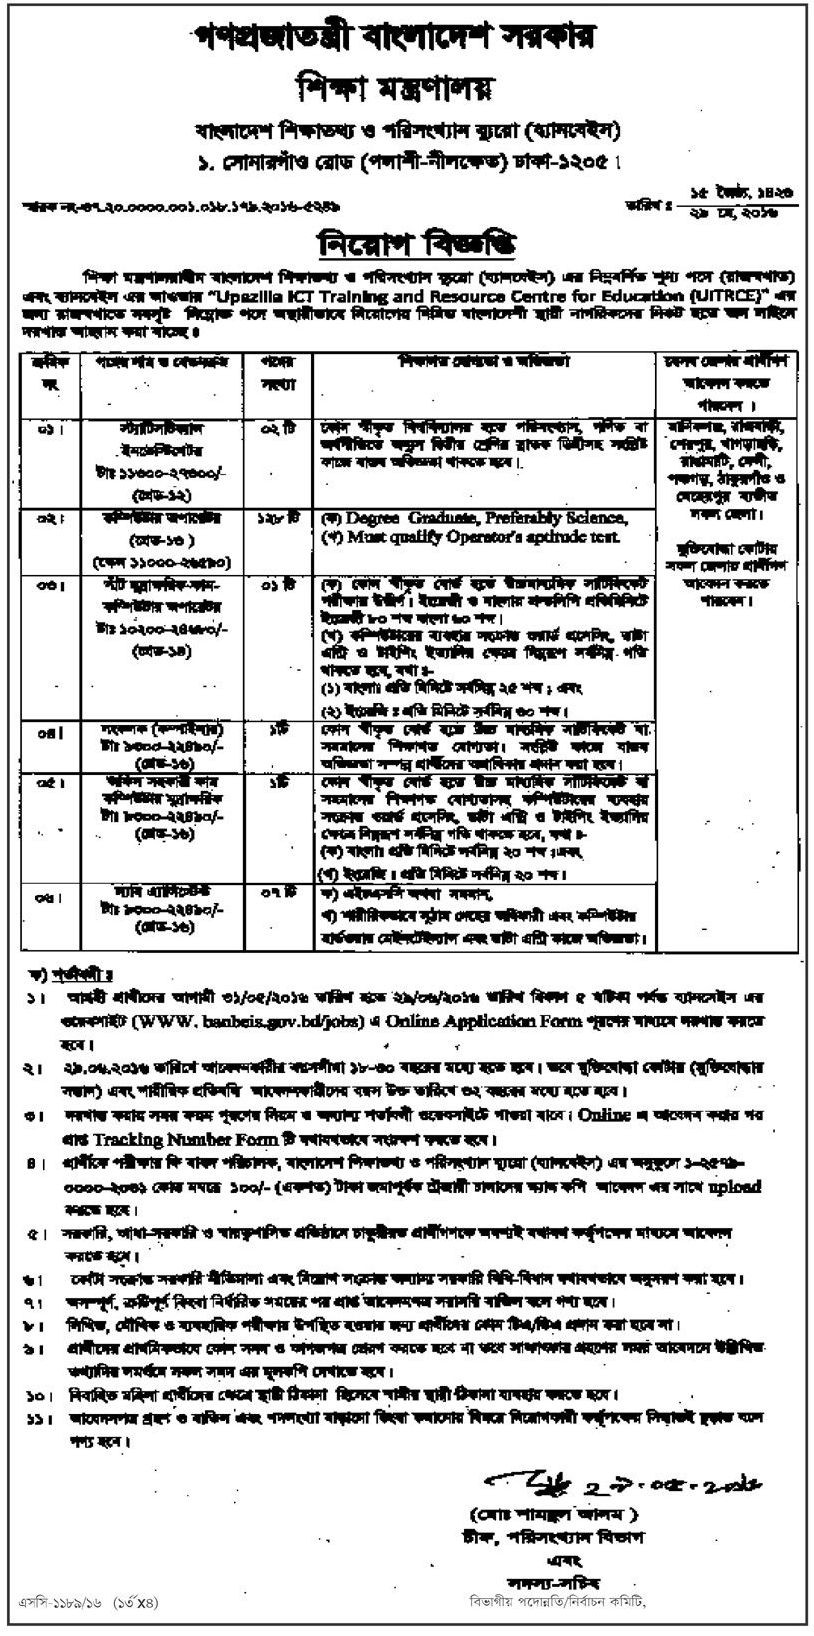 গণপ্রজাতন্ত্রী বাংলাদেশ সরকার
শিক্ষা মন্ত্রণালয়
বাংলাদেশ শিক্ষাতথ্য ও পরিসংখ্যান ব্যুরো (ব্যানবেইস)
১, সোনারগাঁও রোড (পলাশী-নীলক্ষেত) ঢাকা-১২০৫।
স্মারক নং-৩৭.২০.০০০০.০০১.০১৮.১৭৯.২০১৬-৫২৪৯
১৫ জ্যৈষ্ঠ, ১৪২৩
তারিখ ঃ
২৯ মে, ২০১৬
নিয়োগ বিজ্ঞপ্তি
শিক্ষা মন্ত্রণালয়াধীন বাংলাদেশ শিক্ষাতথ্য ও পরিসংখ্যান ব্যুরো (ব্যানবেইস) এর নিম্নবর্ণিত শূন্য পদে (রাজস্বখাত)
এবং ব্যানবেইস এর আওতায় "Upazilla ICT Training and Resource Centre for Education (UITRCE)" এর
জন্য রাজস্বখাতে নবসৃষ্ট নিম্নোক্ত পদে অস্থায়ীভাবে নিয়োগের নিমিত্ত বাংলাদেশী স্থায়ী নাগরিকদের নিকট হতে অন লাইনে
দরখাস্ত আহবান করা যাচ্ছে ঃ
ক্রমিক নং
পদের নাম ও বেতনক্রম
পদের সংখ্যা
শিক্ষাগত যোগ্যতা ও অভিজ্ঞতা
যেসব জেলার প্রার্থীগণ আবেদন করতে পারবেন ।
০১।
স্ট্যাটিসটিক্যাল
ইনভেস্টিগেটর
টাঃ ১১৩০০-২৭৩০০/-
(গ্রেড-১২)
০২ টি
কোন স্বীকৃত বিশ্ববিদ্যালয় হতে পরিসংখ্যান, গণিত বা
অর্থনীতিতে অন্যুন দ্বিতীয় শ্রেণির স্নাতক ডিগ্রীসহ সংশ্লিষ্ট
কাজে বাস্তব অভিজ্ঞতা থাকতে হবে।
মানিকগঞ্জ, রাজবাড়ী,
শেরপুর, খাগড়াছড়ি,
রাঙামাটি, ফেনী,
পঞ্চগড়, ঠাকুরগাঁও ও
মেহেরপুর ব্যতীত
সকল জেলা।
মুক্তিযোদ্ধা কোটায়
সকল জেলার প্রার্থীগণ
আবেদন করতে
পারবেন।
০২।
কম্পিউটার অপারেটর
(গ্রেড-১৩)
(স্কেল ১১০০০-২৬৫৯০)
১২৮ টি
(ক) Degree Graduate, Preferably Science,
(খ) Must qualify Operator's aptitude test.
০৩।
সাঁট মুদ্রাক্ষরিক-কাম-
কম্পিউটার অপারেটর
টাঃ ১০২০০-২৪৬৮০/-
(গ্রেড-১৪)
০১ টি
(ক) কোন স্বীকৃত বোর্ড হতে উচ্চমাধ্যমিক সার্টিফিকেট
পরীক্ষায় উত্তীর্ণ। ইংরেজী ও বাংলায় শ্রুতলিপি প্রতিমিনিটে
ইংরেজী ৮০ শব্দ বাংলা ৬০ শব্দ।
(খ) কম্পিউটারের ব্যবহার সংক্রান্ত ওয়ার্ড প্রসেসিং, ডাটা
এন্ট্রি ও টাইপিং ইত্যাদির ক্ষেত্রে নিম্নরূপ সর্বনিম্ন গতি
থাকতে হবে, যথা ঃ-
(১) বাংলাঃ প্রতি মিনিটে সর্বনিম্ন ২৫ শব্দ ; এবং
(২) ইংরেজি ঃ প্রতি মিনিটে সর্বনিম্ন ৩০ শব্দ।
০৪।
সংকলক (কম্পাইলার)
টাঃ ৯৩০০-২২৪৯০/-
(গ্রেড-১৬)
১টি
কোন স্বীকৃত বোর্ড হতে উচ্চ মাধ্যমিক সার্টিফিকেট বা
সমমানের শিক্ষাগত যোগ্যতা। সংশ্লিষ্ট কাজে বাস্তব
অভিজ্ঞতা সম্পন্ন প্রার্থীদের অগ্রাধিকার প্রদান করা হবে।
০৫।
অফিস সহকারী কাম
কম্পিউটার মুদ্রাক্ষরিক
টাঃ ৯৩০০-২২৪৯০/-
(গ্রেড-১৬)
১টি
কোন স্বীকৃত বোর্ড হতে উচ্চ মাধ্যমিক সার্টিফিকেট বা
সমমানের শিক্ষাগত যোগ্যতাসহ কম্পিউটারের ব্যবহার
সংক্রান্ত ওয়ার্ড প্রসেসিং, ডাটা এন্ট্রি ও টাইপিং ইত্যাদির
ক্ষেত্রে নিম্নরূপ সর্বনিম্ন গতি থাকতে হবে, যথা ঃ-
(ক) বাংলাঃ প্রতি মিনিটে সর্বনিম্ন ২০ শব্দ ;এবং
(খ) ইংরেজি : প্রতি মিনিটে সর্বনিম্ন ২০ শব্দ।
০৬।
ল্যাব এ্যাসিস্টেন্ট
টাঃ ৯৩০০-২২৪৯০/-
(গ্রেড-১৬)
০৭ টি
ক) এইচএসসি অথবা সমমান,
খ) শারীরিকভাবে সুঠাম দেহের অধিকারী এবং কম্পিউটার
হার্ডওয়ার মেইনটেইন্যান্স এবং ডাটা এন্ট্রি কাজে অভিজ্ঞতা।
ক) শর্তাবলী ঃ
১। আগ্রহী প্রার্থীদের আগামী ৩১/০৫/২০১৬ তারিখ হতে ২৯/০৬/২০১৬ তারিখ বিকাল ৫ ঘটিকা পর্যন্ত ব্যানবেইস এর
ওয়েবসাইট (WWW. banbeis.gov.bd/jobs) এ Online Application Form পূরণের মাধ্যমে দরখাস্ত করতে
হবে।
২। ২৯.০৬.২০১৬ তারিখে আবেদনকারীর বয়সসীমা ১৮-৩০ বছরের মধ্যে হতে হবে। তবে মুক্তিযোদ্ধা কোটার (মুক্তিযোদ্ধার
সন্তান) এবং শারীরিক প্রতিবন্ধি আবেদনকারীদের বয়স উক্ত তারিখে ৩২ বছরের মধ্যে হতে হবে।
৩। দরখাস্ত করার সময় ফরম পূরণের নিয়ম ও অন্যান্য শর্তাবলী ওয়েবসাইটে পাওয়া যাবে। Online এ আবেদন করার পর
প্রাপ্ত Tracking Number Form টি যথাযথভাবে সংরক্ষণ করতে হবে।
৪। প্রার্থীকে পরীক্ষার ফি বাবদ পরিচালক, বাংলাদেশ শিক্ষাতথ্য ও পরিসংখ্যান ব্যুরো (ব্যানবেইস) এর অনুকূলে ১-২৫৭৯-
০০০০-২০৩১ কোড নম্বরে ১০০/- (একশত) টাকা জমাপূর্বক ট্রেজারী চালানের স্ক্যান কপি আবেদন এর সাথে upload
করতে হবে।
৫। সরকারি, আধা-সরকারি ও স্বায়ত্বশাসিত প্রতিষ্ঠানে চাকুরীরত প্রার্থীগণকে অবশ্যই যথাযথ কর্তৃপক্ষের মাধ্যমে আবেদন
করতে হবে।
৬। কোটা সংক্রান্ত সরকারি নীতিমালা এবং নিয়োগ সংক্রান্ত অন্যান্য সরকারি বিধি-বিধান যথাযথভাবে অনুসরণ করা হবে।
৭। অসম্পূর্ণ, ত্রুটিপূর্ণ কিংবা নির্ধারিত সময়ের পর প্রাপ্ত আবেদনপত্র সরাসরি বাতিল বলে গণ্য হবে।
৮। লিখিত, মৌখিক ও ব্যবহারিক পরীক্ষায় উপস্থিত হওয়ার জন্য প্রার্থীদের কোন টিএ/ডিএ প্রদান করা হবে না।
৯। প্রার্থীদের প্রাথমিকভাবে কোন সনদ ও কাগজপত্র প্রেরণ করতে হবে না তবে সাক্ষাৎকার গ্রহণের সময় আবেদনে উল্লিখিত
তথ্যাদির সমর্থনে সকল সনদ এর মূলকপি দেখাতে হবে।
১০। বিবাহিত মহিলা প্রার্থীদের ক্ষেত্রে স্থায়ী ঠিকানা হিসেবে স্বামীর স্থায়ী ঠিকানা ব্যবহার করতে হবে।
১১। আবেদনপত্র গ্রহণ ও বাতিল এবং পদসংখ্যা বাড়ানো কিংবা কমানোর বিষয়ে নিয়োগকারী কর্তৃপক্ষের সিদ্ধান্তই চূড়ান্ত বলে
গণ্য হবে।
২৯-০৫-২০১৬
(মোঃ শামছুল আলম )
চীফ, পরিসংখ্যান বিভাগ
এবং
সদস্য-সচিব
এসসি-১১৮৯/১৬ (১র্ত X৪)
বিভাগীয় পদোন্নতি/নির্বাচন কমিটি,